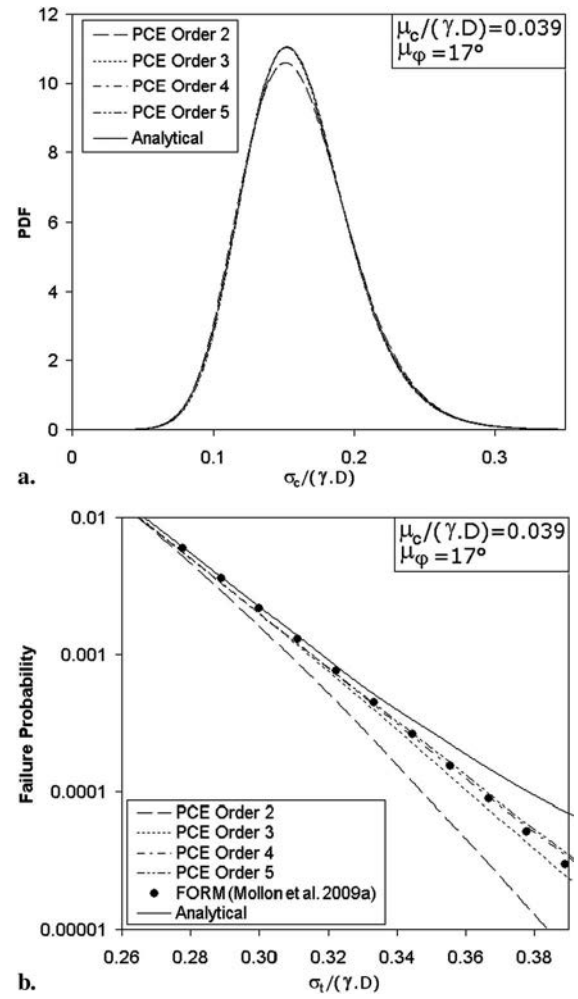 12
10
8
6
4
2
0
PDF
PCE Order 2
PCE Order 3
PCE Order 4
PCE Order 5
Analytical
μc/(γ.D)=0.039
μφ=17°
0
0.1
0.2
0.3
σc/(γ.D)
a.
0.01
0.001
0.0001
0.00001
Failure Probability
μc/(γ.D)=0.039
μφ=17°
PCE Order 2
PCE Order 3
PCE Order 4
PCE Order 5
FORM (Mollon et al. 2009a)
Analytical
0.26
0.28
0.30
0.32
0.34
0.36
0.38
σt/(γ.D)
b.